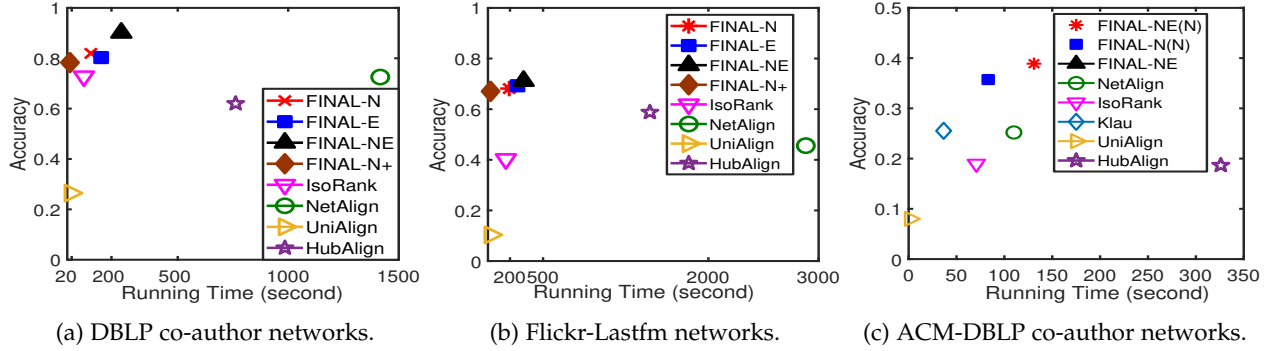 Accuracy
1
0.8
0.6
0.4
0.2
0
20 200 500 1000 1500
Running Time (second)
FINAL-N
FINAL-E
FINAL-NE
FINAL-N+
IsoRank
NetAlign
UniAlign
HubAlign
(a) DBLP co-author networks.
Accuracy
1
0.8
0.6
0.4
0.2
0
200 500 2000 3000
Running Time (second)
FINAL-N
FINAL-E
FINAL-NE
FINAL-N+
IsoRank
NetAlign
UniAlign
HubAlign
(b) Flickr-Lastfm networks.
Accuracy
0.5
0.4
0.3
0.2
0.1
0
0 50 100 150 200 250 300 350
Running Time (second)
FINAL-NE(N)
FINAL-N(N)
FINAL-NE
NetAlign
IsoRank
Klau
UniAlign
HubAlign
(c) ACM-DBLP co-author networks.